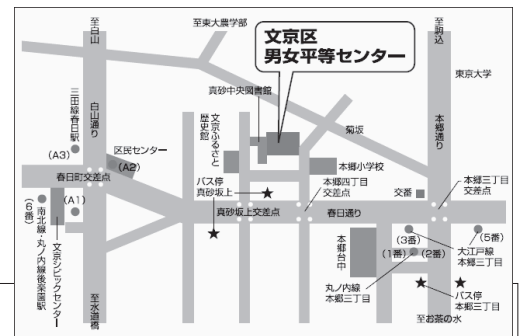 至白山
至東大農学部
文京区
男女平等センター
至駒込
東京大学
三田線春日駅
白山通り
真砂中央図書館
文京ふるさと
歴史館
菊坂
本郷通り
(A3)
区民センター
(A2)
本郷小学校
春日町交差点
バス停
真砂坂上
本郷四丁目
交差点
交番
本郷三丁目
交差点
(A1)
(6番)
南北線・丸ノ内線後楽園駅
文京シビックセンター
真砂坂上交差点
春日通り
本郷台中
(3番)
(5番)
(1番)
(2番)
大江戸線
本郷三丁目
丸ノ内線
本郷三丁目
バス停
本郷三丁目
至水道橋
至お茶の水